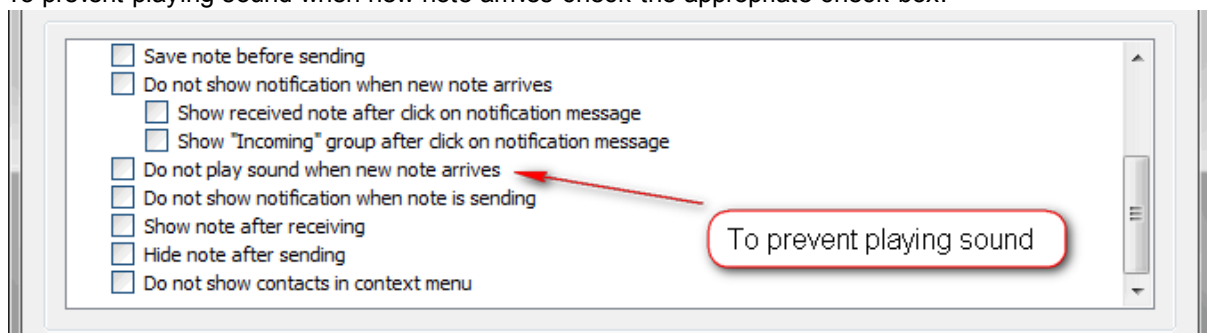 To prevent playing sound when new note arrives check the appropriate check box.
Save note before sending
Do not show notification when new note arrives
Show received note after click on notification message
Show "Incoming" group after click on notification message
Do not play sound when new note arrives
Do not show notification when note is sending
Show note after receiving
To prevent playing sound
Hide note after sending
Do not show contacts in context menu